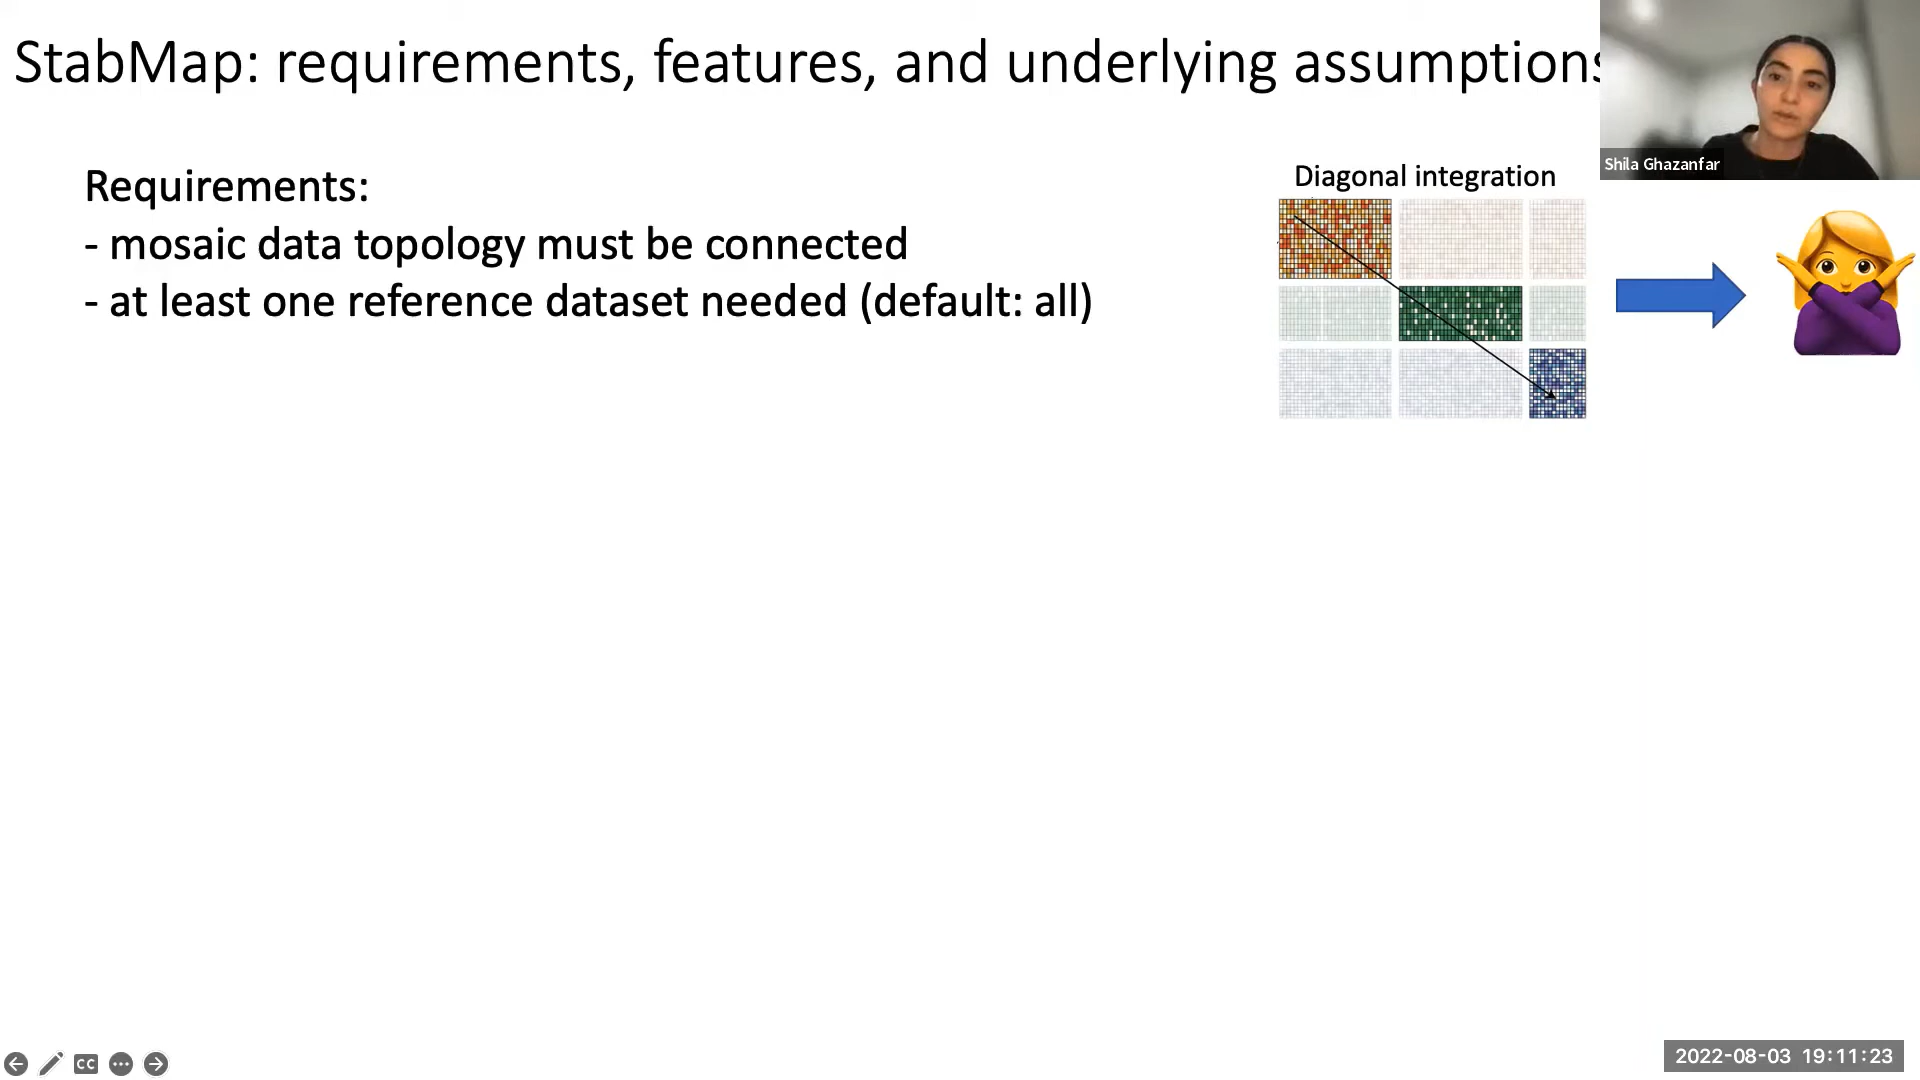 StabMap: requirements, features, and underlying assumptions
Shila Ghazanfar
Requirements:
- mosaic data topology must be connected
- at least one reference dataset needed (default: all)
Diagonal integration
CC
2022-08-03 19:11:23